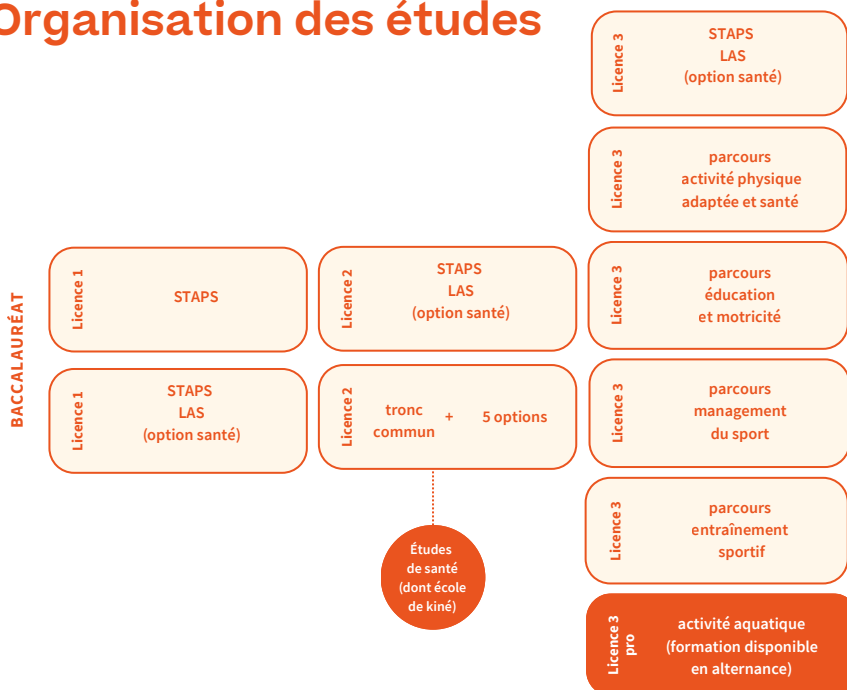 Organisation des études
BACCALAURÉAT
Licence 1
STAPS
Licence 1
STAPS
LAS
(option santé)
Licence 2
STAPS
LAS
(option santé)
Licence 2
tronc
commun
+
5 options
Études
de santé
(dont école
de kiné)
Licence 3
STAPS
LAS
(option santé)
Licence 3
parcours
activité physique
adaptée et santé
Licence 3
parcours
éducation
et motricité
Licence 3
parcours
management
du sport
Licence 3
parcours
entraînement
sportif
Licence 3
pro
activité aquatique
(formation disponible
en alternance)